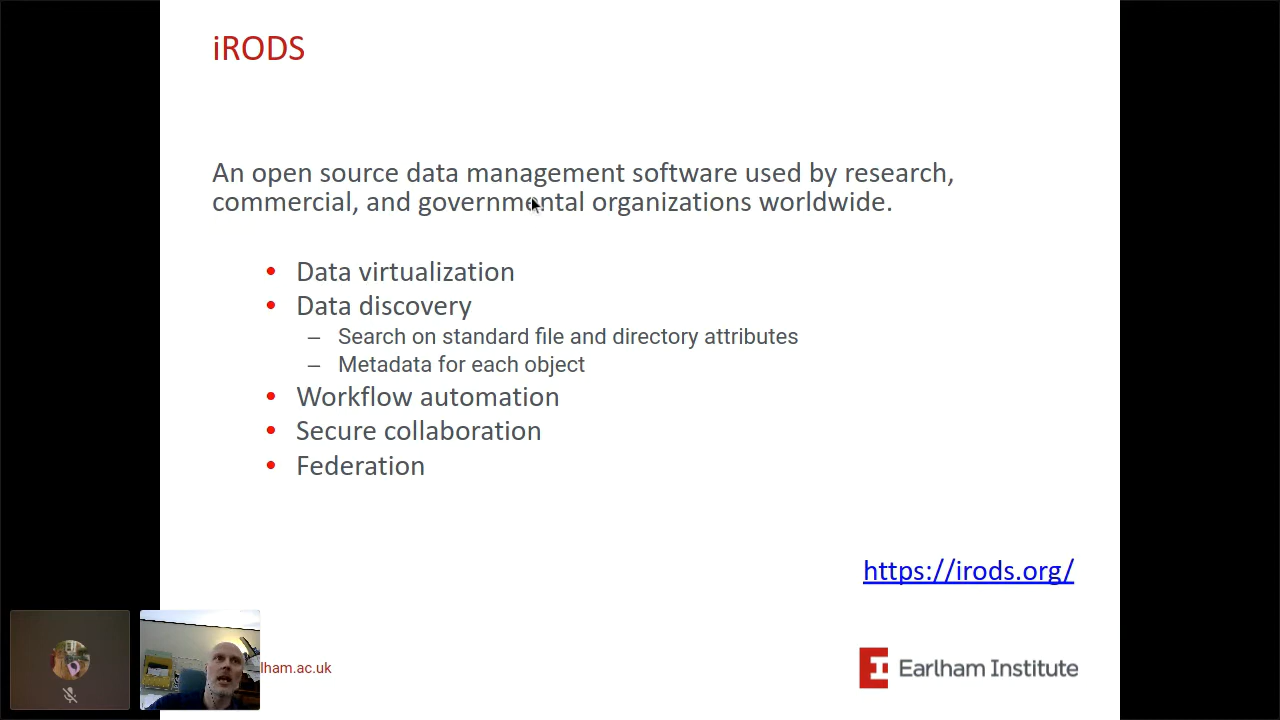 iRODS
An open source data management software used by research,
commercial, and governmental organizations worldwide.
• Data virtualization
• Data discovery
– Search on standard file and directory attributes
– Metadata for each object
• Workflow automation
• Secure collaboration
• Federation
https://irods.org/
lham.ac.uk
Earlham Institute